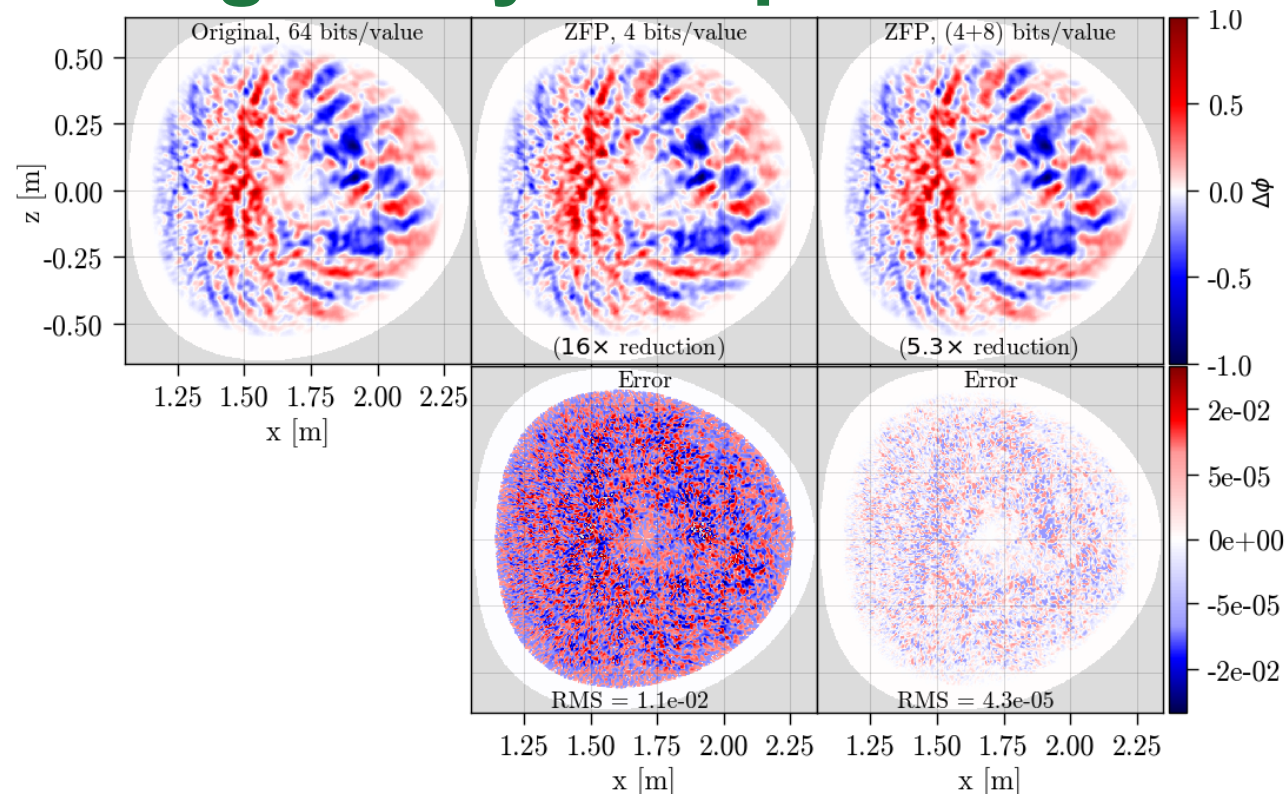 Original, 64 bits/value
ZFP, 4 bits/value
ZFP, (4+8) bits/value
1.0
0.5
0.0
-0.5
-1.0
Δϕ
0.50
0.25
0.00
-0.25
-0.50
z [m]
(16× reduction)
(5.3× reduction)
1.25 1.50 1.75 2.00 2.25
x [m]
Error
Error
2e-02
5e-05
0e+00
-5e-05
-2e-02
RMS = 1.1e-02
RMS = 4.3e-05
1.25 1.50 1.75 2.00 2.25
1.25 1.50 1.75 2.00 2.25
x [m]
x [m]